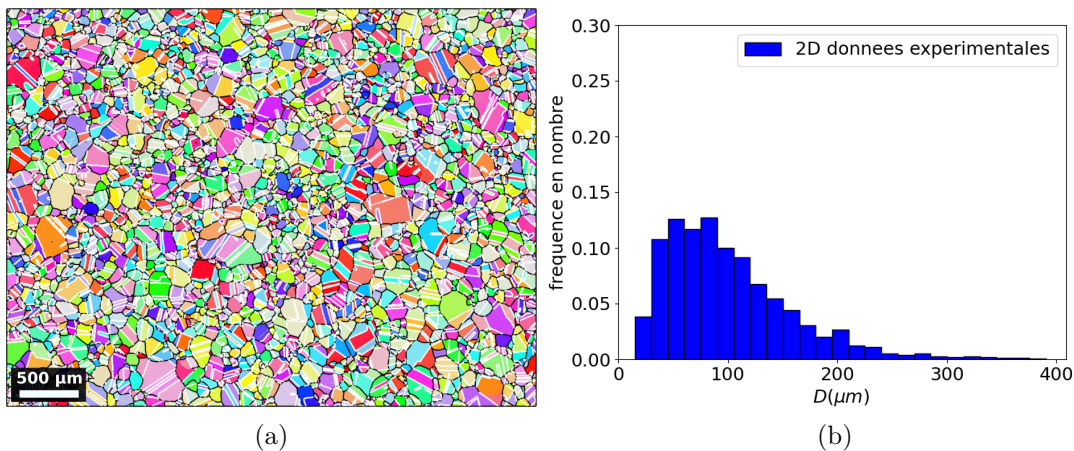 500 µm
(a)
0.30
0.25
0.20
0.15
0.10
0.05
0.00
frequence en nombre
2D donnees experimentales
0
100
200
300
400
D(μm)
(b)